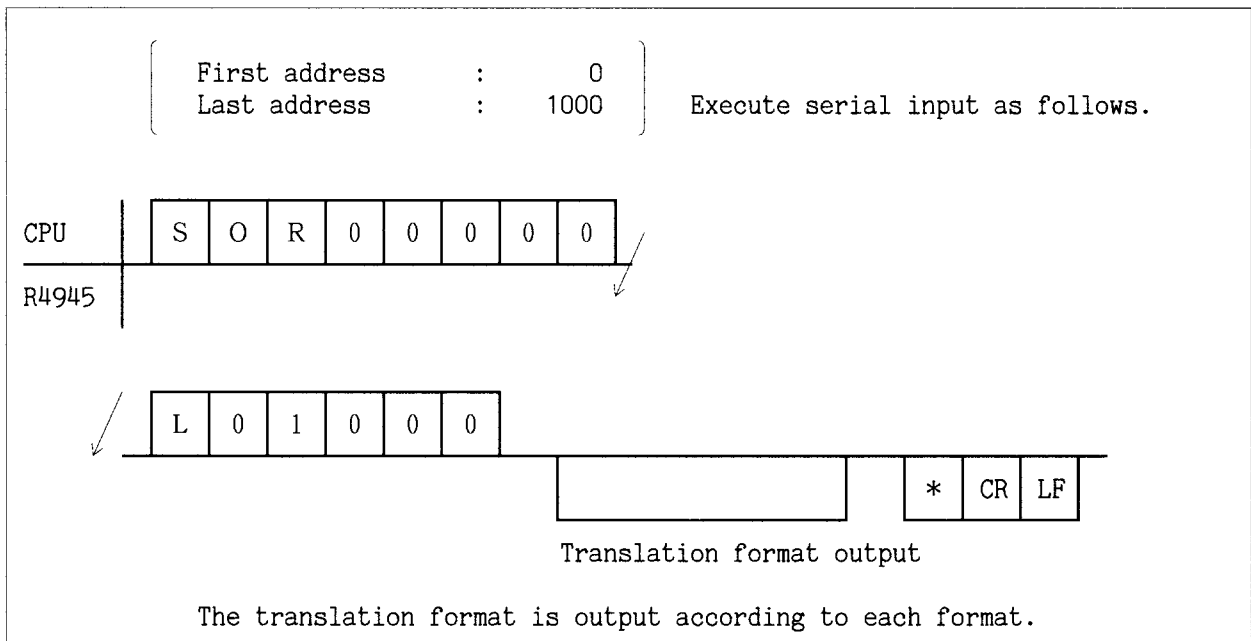 First address : 0
Last address : 1000 Execute serial input as follows.
CPU S O R 0 0 0 0 0
R4945
L 0 1 0 0 0
* CR LF
Translation format output
The translation format is output according to each format.